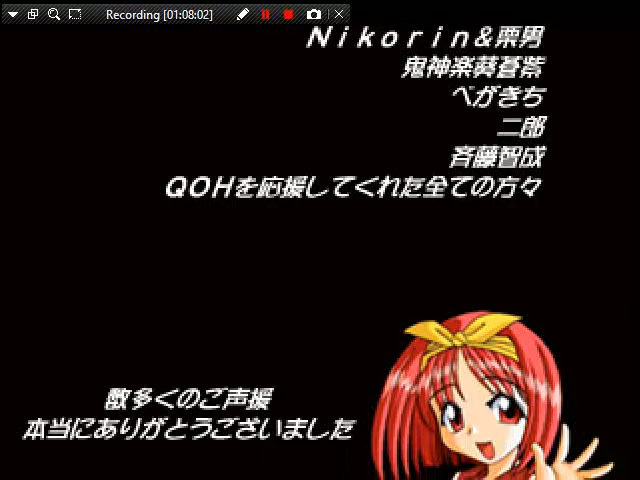 Recording [01:08:02]
Nikorin&栗男
鬼神楽葵蒼紫
ぺがきち
二郎
斉藤智成
QOHを応援してくれた全ての方々
数多くのご声援
本当にありがとうございました